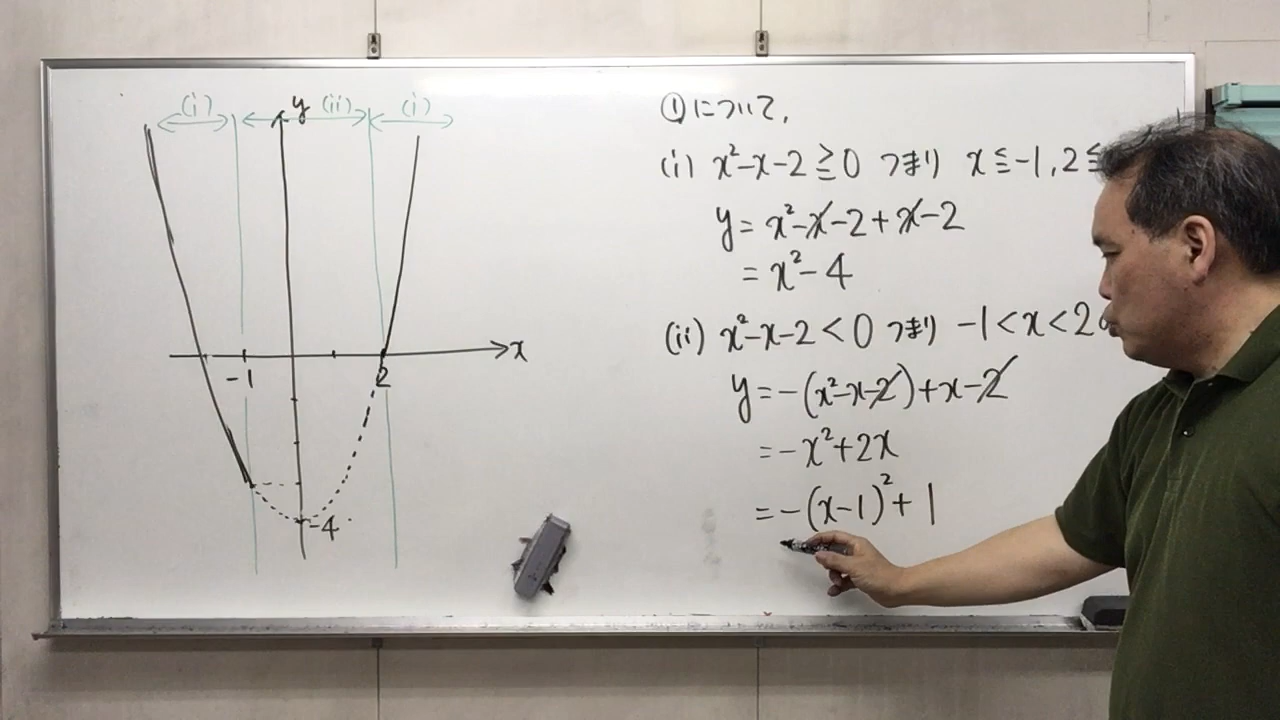 (i) (ii) (i)
y
x
-1 2
-4
①について,
(i) x²-x-2≧0 つまり x≦-1, 2≦
y=x²-x-2+x-2
=x²-4
(ii) x²-x-2<0 つまり -1<x<2
y=-(x²-x-2)+x-2
=-x²+2x
=-(x-1)²+1